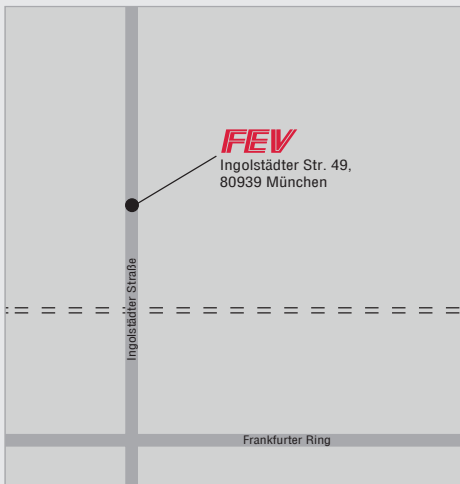 FEV
Ingolstädter Str. 49,
80939 München
Ingolstädter Straße
Frankfurter Ring